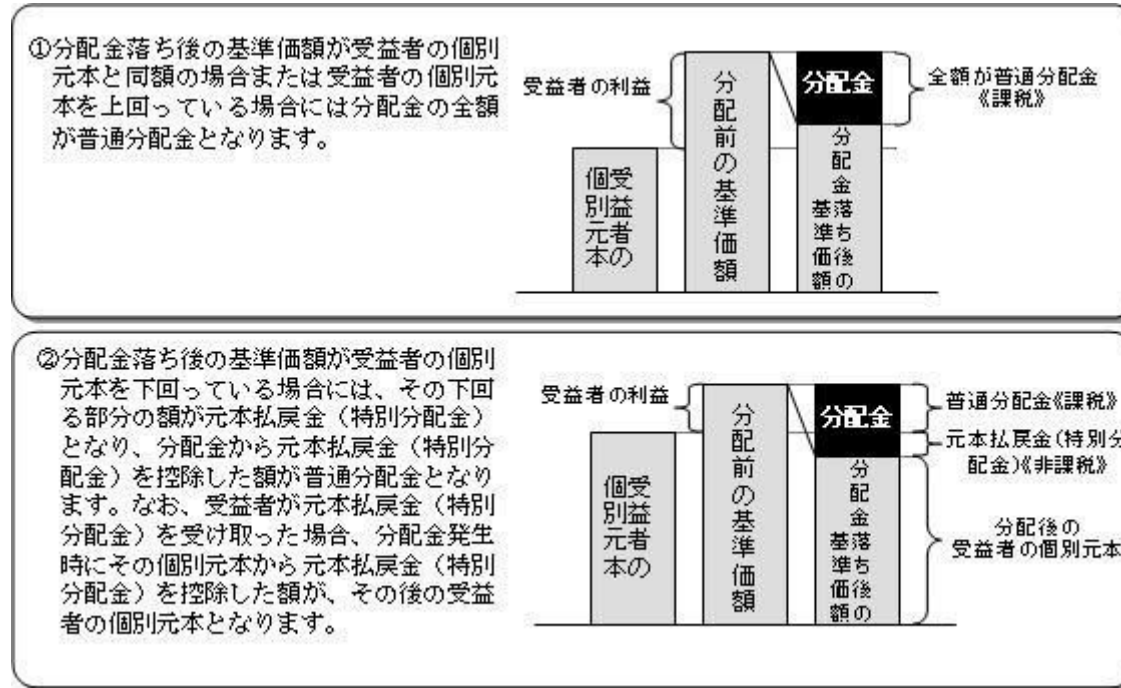 ①分配金落ち後の基準価額が受益者の個別
元本と同額の場合または受益者の個別元
本を上回っている場合には分配金の全額
が普通分配金となります。
受益者の利益
受益者の
個別元本
分配前の基準価額
分配金
分配金落ち後の
基準価額
全額が普通分配金
《課税》
②分配金落ち後の基準価額が受益者の個別
元本を下回っている場合には、その下回
る部分の額が元本払戻金（特別分配金）
となり、分配金から元本払戻金（特別分
配金）を控除した額が普通分配金となり
ます。なお、受益者が元本払戻金（特別
分配金）を受け取った場合、分配金発生
時にその個別元本から元本払戻金（特別
分配金）を控除した額が、その後の受益
者の個別元本となります。
受益者の利益
受益者の
個別元本
分配前の基準価額
分配金
分配金落ち後の
基準価額
普通分配金《課税》
元本払戻金(特別分
配金)《非課税》
分配後の
受益者の個別元本